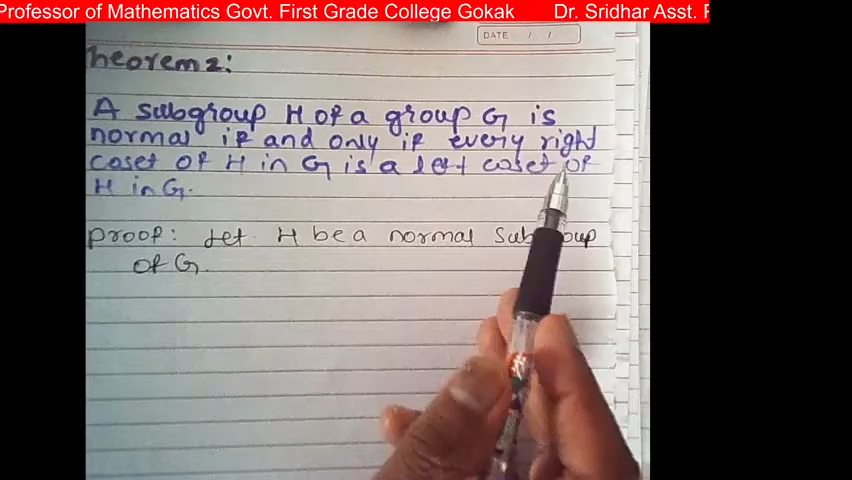 Professor of Mathematics Govt. First Grade College Gokak Dr. Sridhar Asst. P
DATE / /
Theorem 2:
A subgroup H of a group G is
normal if and only if every right
coset of H in G is a left coset of
H in G.
Proof: Let H be a normal Subgroup
of G.